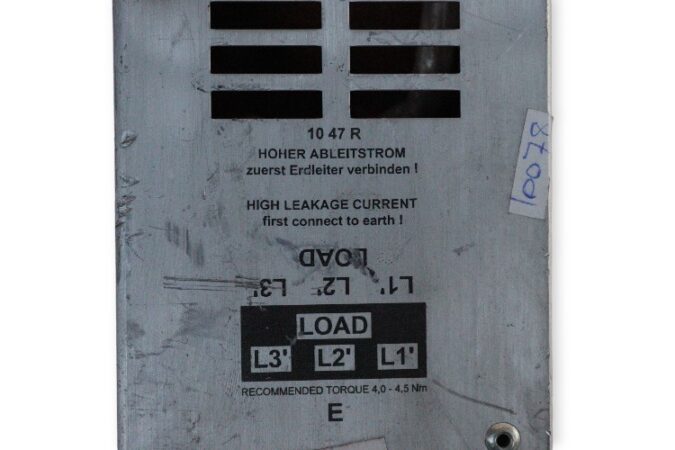 10 47 R
HOHER ABLEITSTROM
zuerst Erdleiter verbinden !
HIGH LEAKAGE CURRENT
first connect to earth !
LOAD
L1' L2' L3'
LOAD
L3' L2' L1'
RECOMMENDED TORQUE 4,0 - 4,5 Nm
E
10078